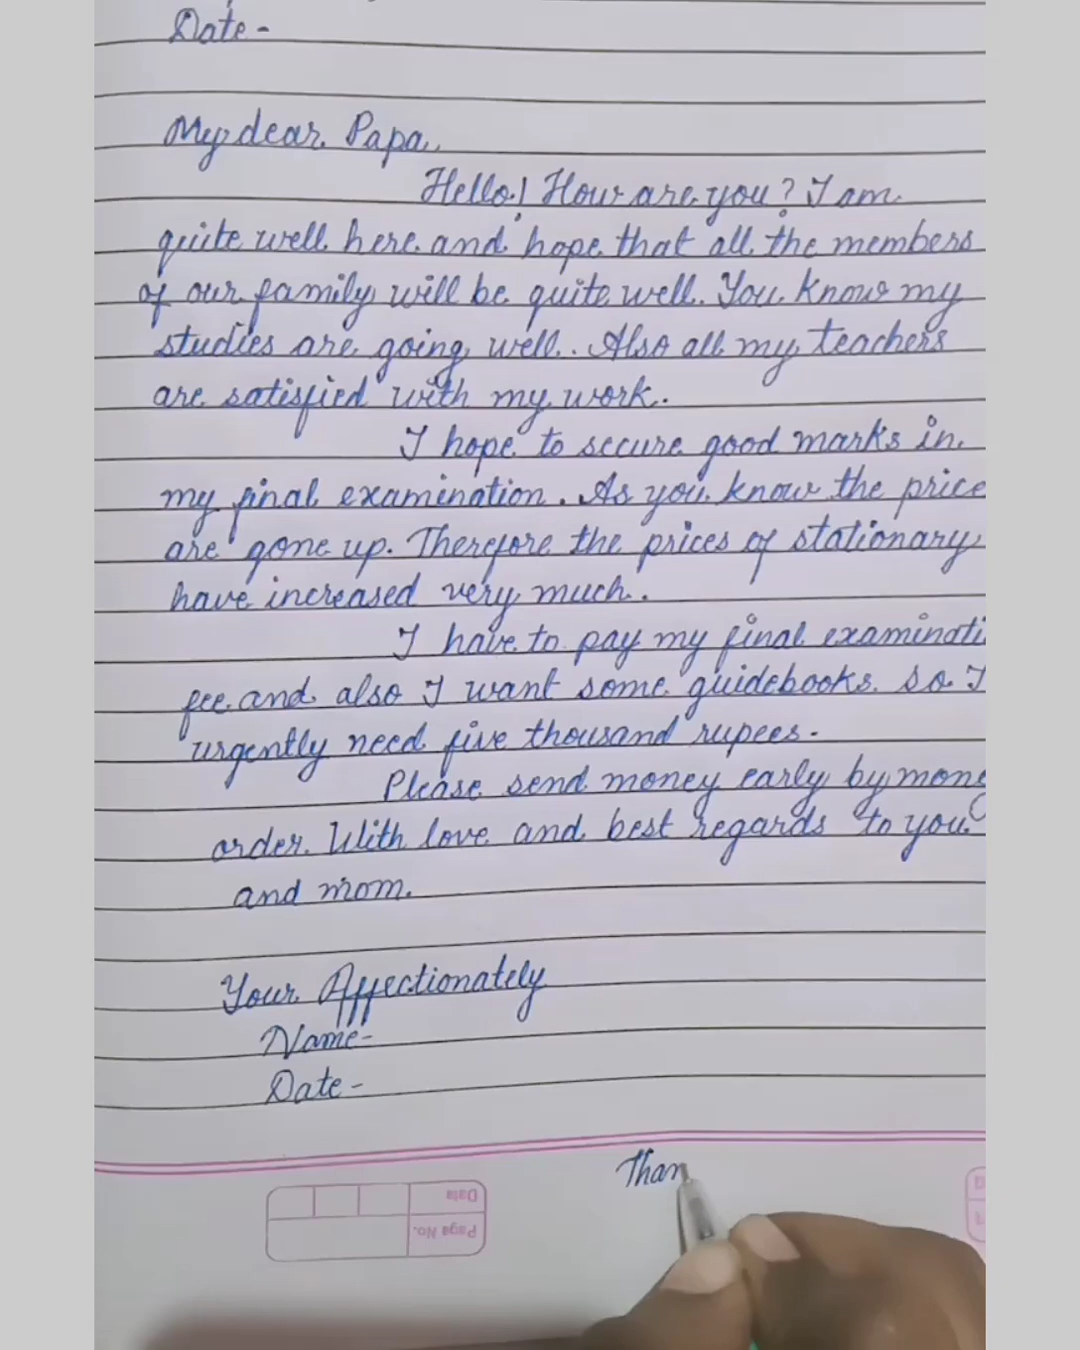 Date -
My dear Papa,
Hello! How are you? I am
quite well here and hope that all the members
of our family will be quite well. You know my
studies are going well. Also all my teachers
are satisfied with my work.
I hope to secure good marks in
my final examination. As you know the price
are gone up. Therefore the prices of stationary
have increased very much.
I have to pay my final examinati
fee and also I want some guidebooks. so I
urgently need five thousand rupees.
Please send money early by mone
order. With love and best regards to you
and mom.
Your Affectionately
Name-
Date -
Than
Date
Page No.